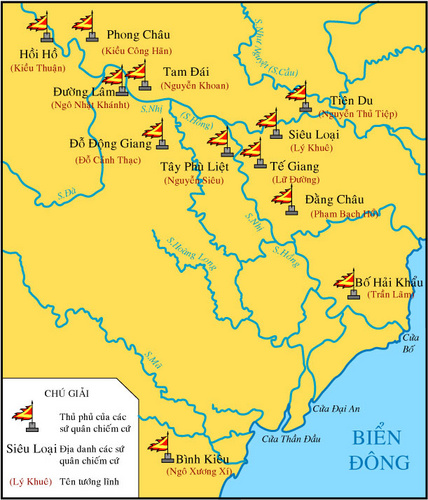 Hồi Hồ
(Kiều Thuận)
Phong Châu
(Kiều Công Hãn)
Tam Đái
(Nguyễn Khoan)
Đường Lâm
(Ngô Nhật Khánh)
S.Như Nguyệt (S.Cầu)
Tiên Du
(Nguyễn Thủ Tiệp)
S.Nhị
(S.Hồng)
Đỗ Động Giang
(Đỗ Cảnh Thạc)
Siêu Loại
(Lý Khuê)
Tây Phù Liệt
(Nguyễn Siêu)
Tế Giang
(Lữ Đường)
S.Đà
Đằng Châu
(Phạm Bạch Hổ)
S.Nhị
S.Hồng
S.Hoàng Long
Bố Hải Khẩu
(Trần Lãm)
Cửa
Bố
S.Mã
Cửa Đại An
Cửa Thần Đầu
BIỂN
ĐÔNG
Bình Kiều
(Ngô Xương Xí)
CHÚ GIẢI
Thủ phủ của các
sứ quân chiếm cứ
Siêu Loại
Địa danh các sứ
quân chiếm cứ
(Lý Khuê)
Tên tướng lĩnh